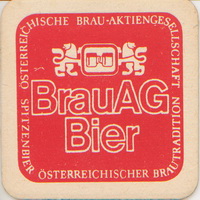 ÖSTERREICHISCHE BRAU-AKTIENGESELLSCHAFT
BrauAG
Bier
SPITZENBIER ÖSTERREICHISCHER BRAUTRADITION